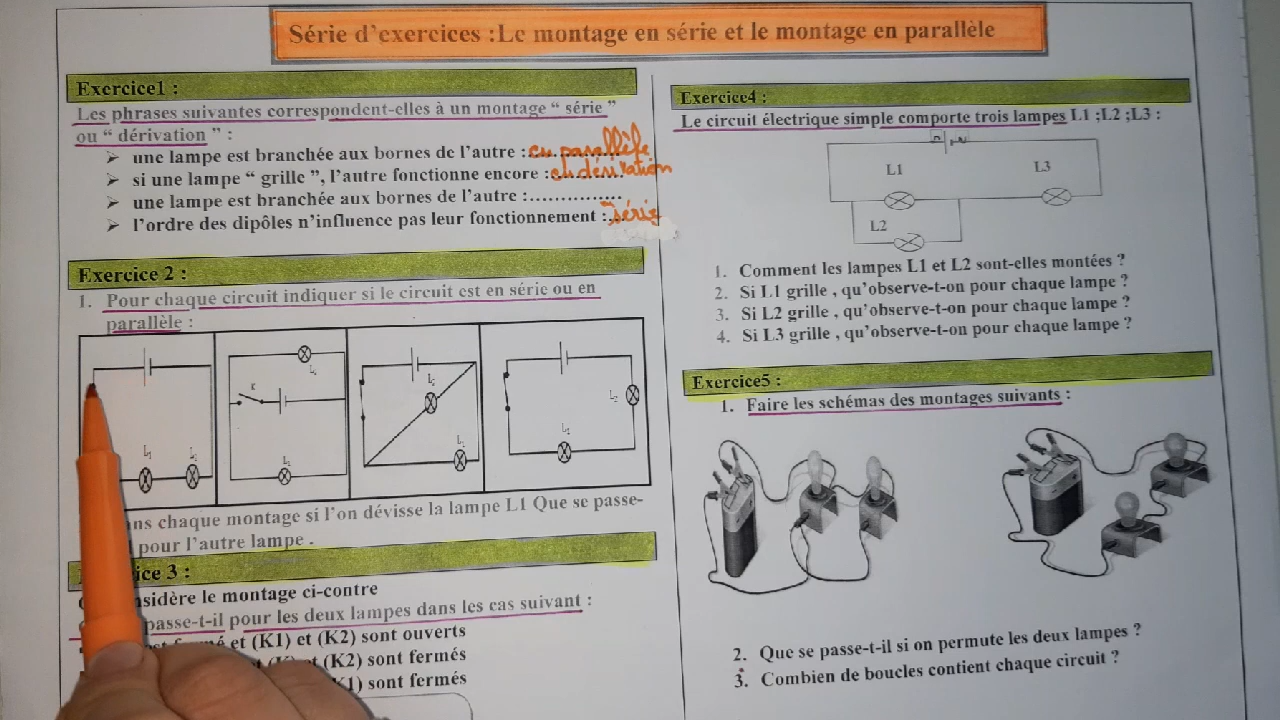 Série d'exercices :Le montage en série et le montage en parallèle
Exercice1 :
Les phrases suivantes correspondent-elles à un montage “ série ”
ou “ dérivation ” :
➢ une lampe est branchée aux bornes de l'autre :en parallèle
➢ si une lampe “ grille ”, l'autre fonctionne encore :en dérivation
➢ une lampe est branchée aux bornes de l'autre :...............
➢ l'ordre des dipôles n'influence pas leur fonctionnement :...série
Exercice 2 :
1. Pour chaque circuit indiquer si le circuit est en série ou en
parallèle :
L1
K
L2
L1
ns chaque montage si l'on dévisse la lampe L1 Que se passe-
pour l'autre lampe .
ice 3 :
nsidère le montage ci-contre
passe-t-il pour les deux lampes dans les cas suivant :
et (K1) et (K2) sont ouverts
(K2) sont fermés
K1) sont fermés
Exercice4 :
Le circuit électrique simple comporte trois lampes L1 ;L2 ;L3 :
L1
L3
L2
1. Comment les lampes L1 et L2 sont-elles montées ?
2. Si L1 grille , qu'observe-t-on pour chaque lampe ?
3. Si L2 grille , qu'observe-t-on pour chaque lampe ?
4. Si L3 grille , qu'observe-t-on pour chaque lampe ?
Exercice5 :
1. Faire les schémas des montages suivants :
2. Que se passe-t-il si on permute les deux lampes ?
3. Combien de boucles contient chaque circuit ?